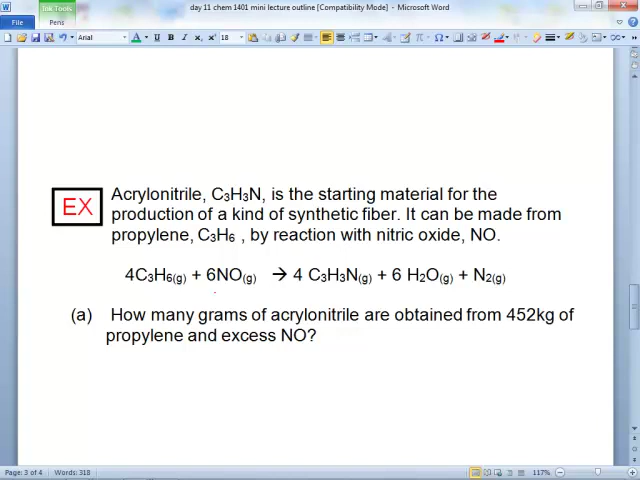 day 11 chem 1401 mini lecture outline [Compatibility Mode] - Microsoft Word
Ink Tools
File
Pens
Arial
18
EX
Acrylonitrile, C₃H₃N, is the starting material for the
production of a kind of synthetic fiber. It can be made from
propylene, C₃H₆ , by reaction with nitric oxide, NO.
4C₃H₆(g) + 6NO(g) → 4 C₃H₃N(g) + 6 H₂O(g) + N₂(g)
(a) How many grams of acrylonitrile are obtained from 452kg of
propylene and excess NO?
Page: 3 of 4 Words: 318
117%